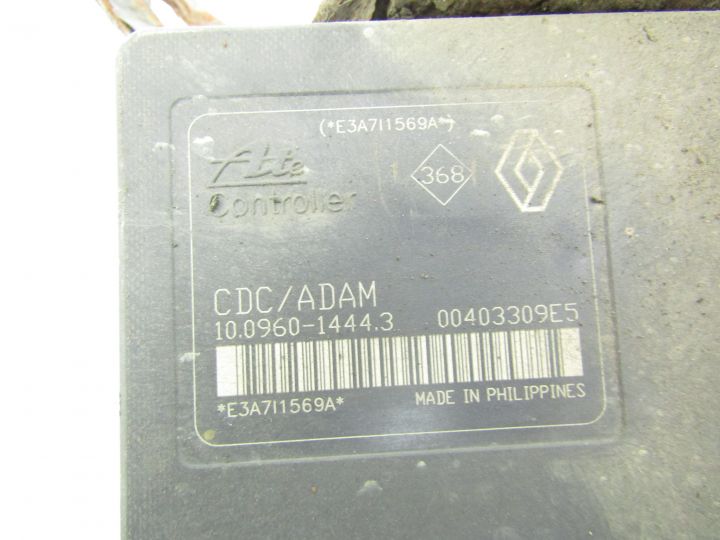 (*E3A7I1569A*)
Ate
368
Controller
CDC/ADAM
10.0960-1444.3 00403309E5
*E3A7I1569A* MADE IN PHILIPPINES